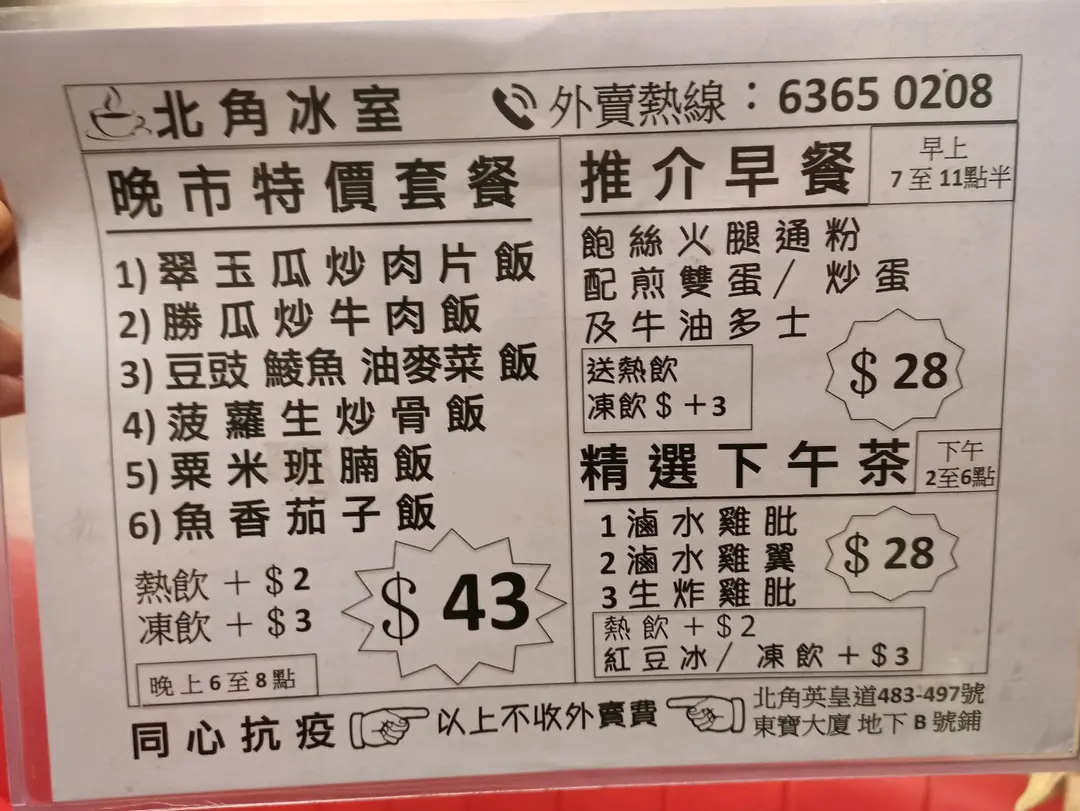 北角冰室
外賣熱線：6365 0208
晚市特價套餐
1) 翠玉瓜炒肉片飯
2) 勝瓜炒牛肉飯
3) 豆豉鯪魚油麥菜飯
4) 菠蘿生炒骨飯
5) 粟米班腩飯
6) 魚香茄子飯
熱飲＋$2
凍飲＋$3
$ 43
晚上6至8點
推介早餐
早上
7至11點半
鮑絲火腿通粉
配煎雙蛋/ 炒蛋
及牛油多士
送熱飲
凍飲$＋3
$ 28
精選下午茶
下午
2至6點
1滷水雞肶
2滷水雞翼
3生炸雞肶
$ 28
熱飲＋$2
紅豆冰/ 凍飲＋$3
同心抗疫
以上不收外賣費
北角英皇道483-497號
東寶大廈 地下 B 號鋪